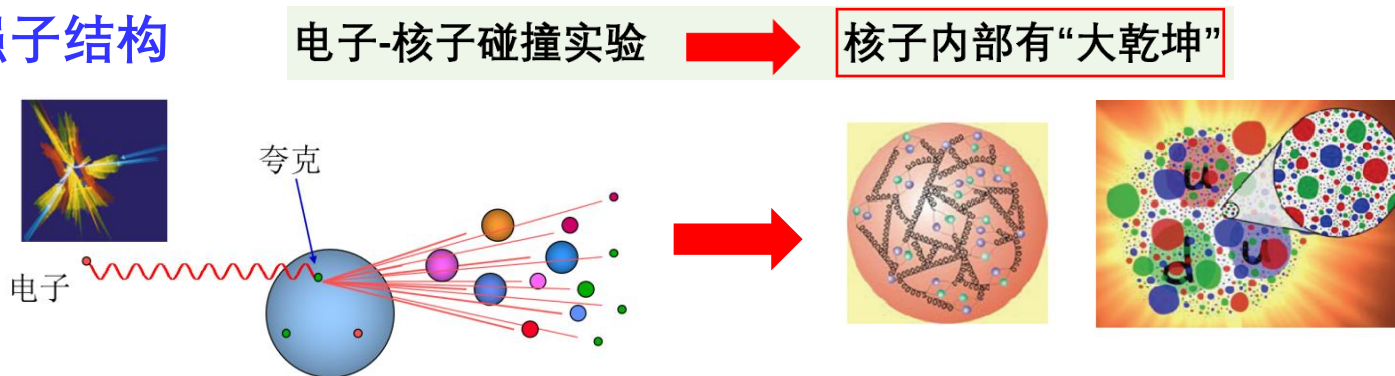 强子结构
电子-核子碰撞实验
核子内部有“大乾坤”
夸克
电子
u
d
u